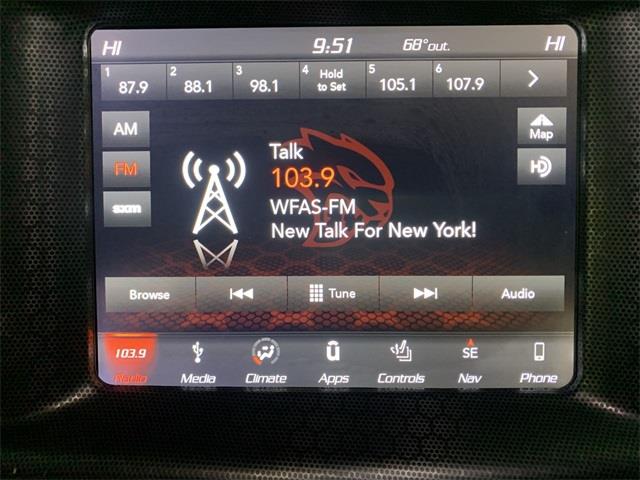 HI 9:51 68°out. HI
1 87.9 2 88.1 3 98.1 4 Hold to Set 5 105.1 6 107.9
AM
FM
sxm
Map
HD
Talk
103.9
WFAS-FM
New Talk For New York!
Browse Tune Audio
103.9 SE
Radio Media Climate Apps Controls Nav Phone